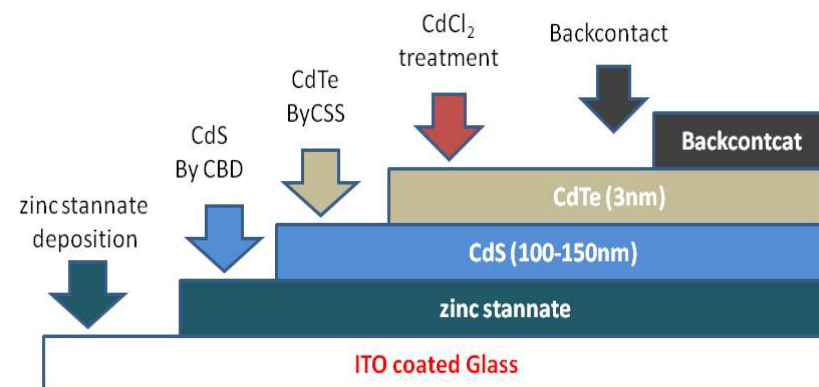 CdCl₂
treatment
Backcontact
CdTe
ByCSS
CdS
By CBD
zinc stannate
deposition
Backcontcat
CdTe (3nm)
CdS (100-150nm)
zinc stannate
ITO coated Glass